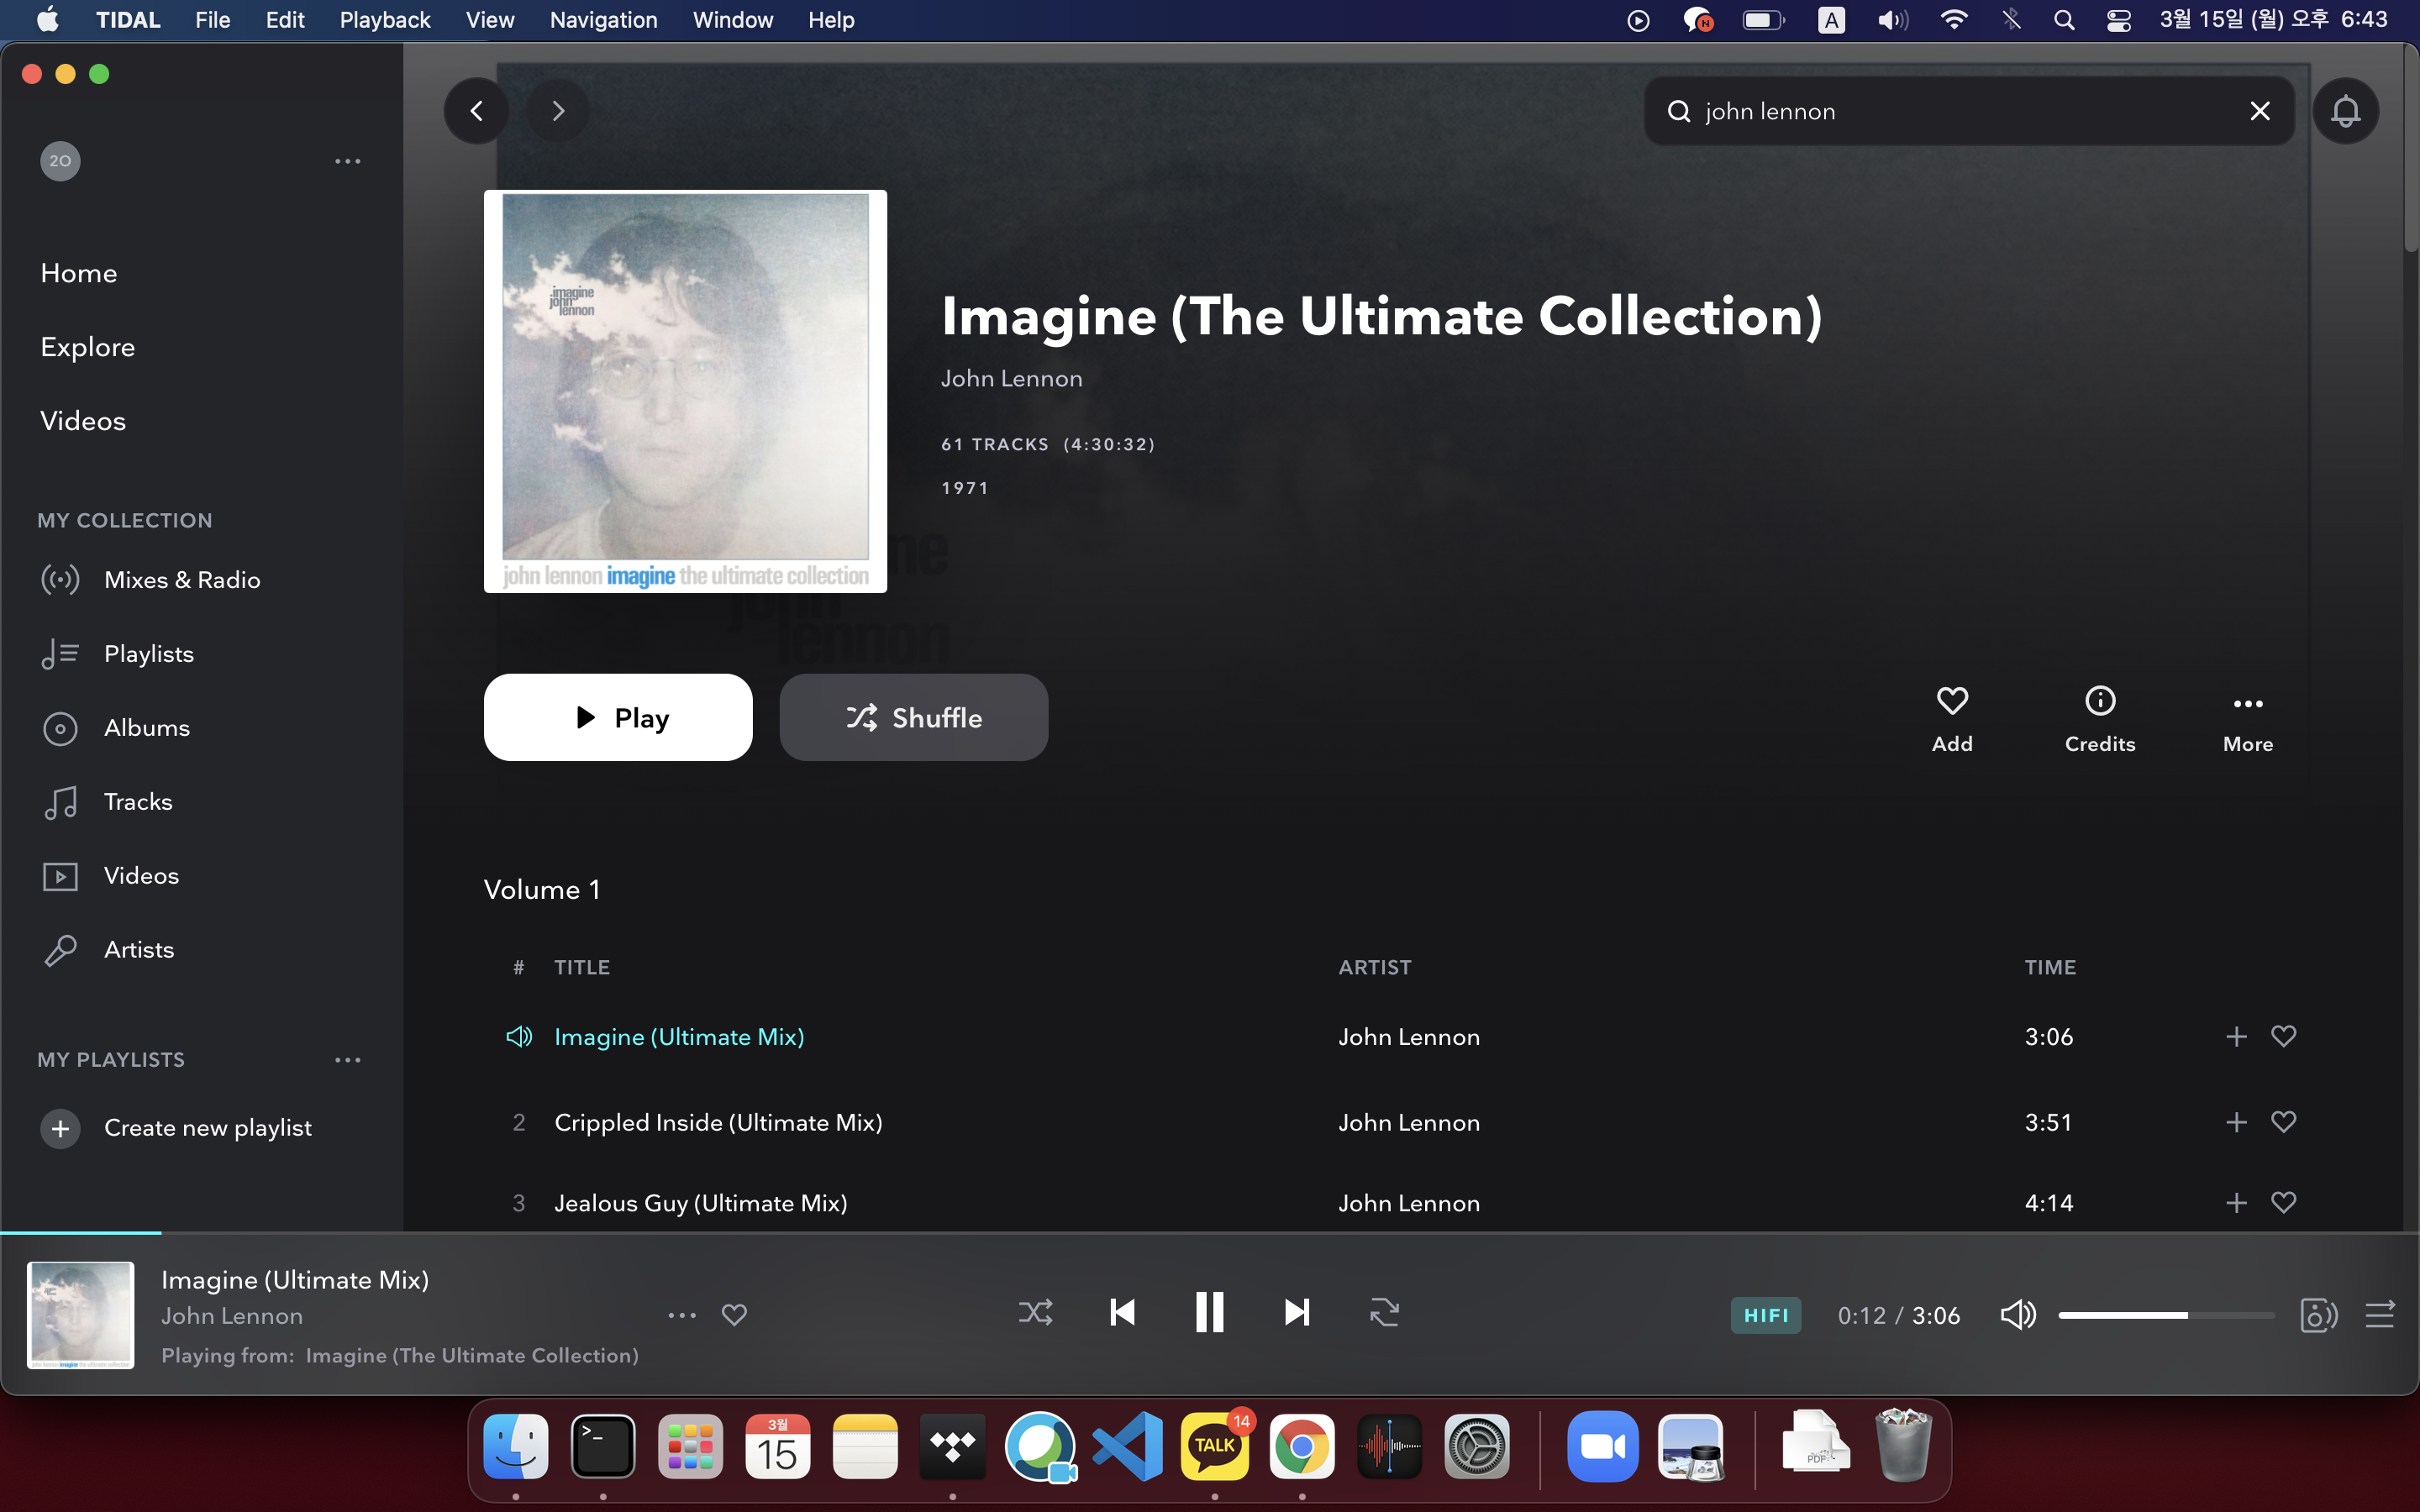 TIDAL File Edit Playback View Navigation Window Help
N A 3월 15일 (월) 오후 6:43
2O
john lennon
Home
Explore
Videos
MY COLLECTION
Mixes & Radio
Playlists
Albums
Tracks
Videos
Artists
MY PLAYLISTS
Create new playlist
imagine
john
lennon
john lennon imagine the ultimate collection
Imagine (The Ultimate Collection)
John Lennon
61 TRACKS (4:30:32)
1971
me
john
lennon
Play
Shuffle
Add
Credits
More
Volume 1
# TITLE ARTIST TIME
Imagine (Ultimate Mix) John Lennon 3:06
2 Crippled Inside (Ultimate Mix) John Lennon 3:51
3 Jealous Guy (Ultimate Mix) John Lennon 4:14
Imagine (Ultimate Mix)
John Lennon
Playing from: Imagine (The Ultimate Collection)
HIFI 0:12 / 3:06
>_
3월
15
TALK
14
PDF